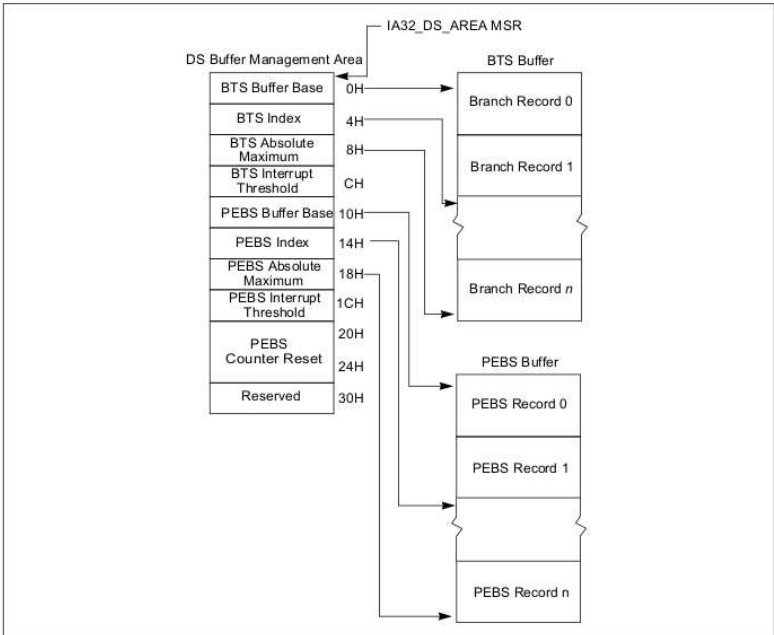 IA32_DS_AREA MSR
DS Buffer Management Area
BTS Buffer Base 0H
BTS Index 4H
BTS Absolute
Maximum 8H
BTS Interrupt
Threshold CH
PEBS Buffer Base 10H
PEBS Index 14H
PEBS Absolute
Maximum 18H
PEBS Interrupt
Threshold 1CH
20H
PEBS
Counter Reset
24H
Reserved 30H
BTS Buffer
Branch Record 0
Branch Record 1
Branch Record n
PEBS Buffer
PEBS Record 0
PEBS Record 1
PEBS Record n